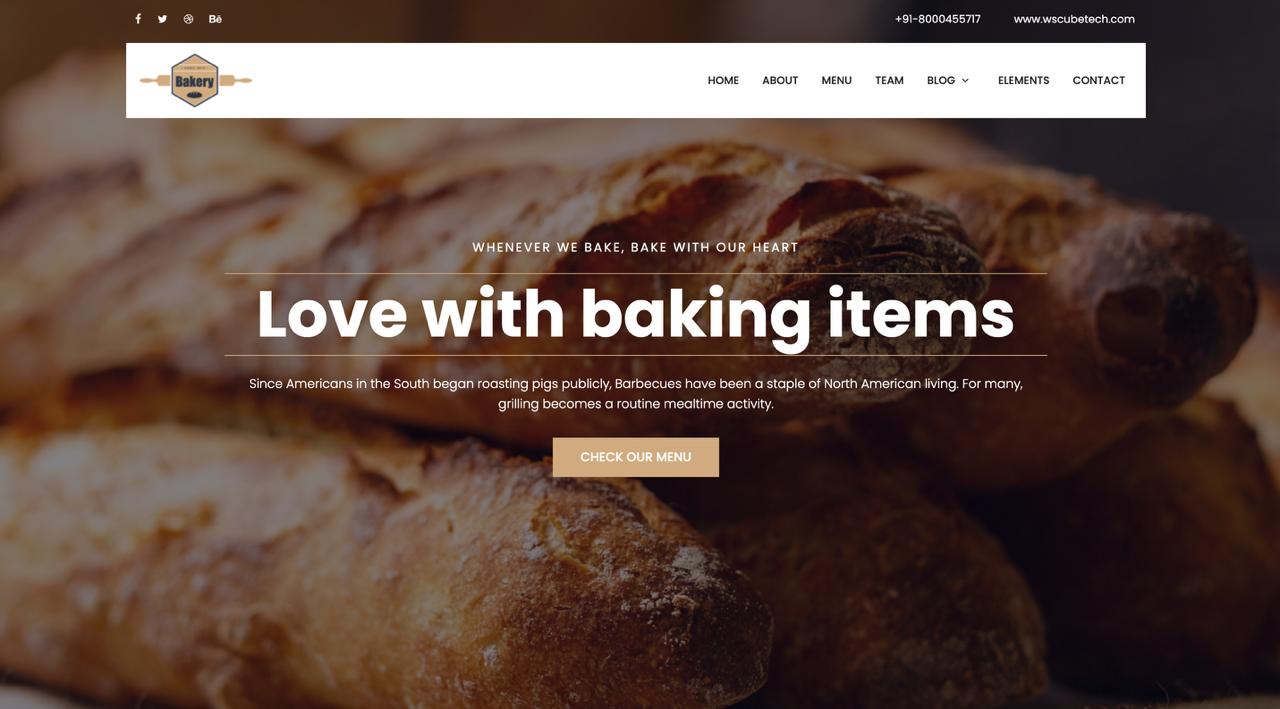 +91-8000455717 www.wscubetech.com
Bakery
HOME ABOUT MENU TEAM BLOG ELEMENTS CONTACT
WHENEVER WE BAKE, BAKE WITH OUR HEART
Love with baking items
Since Americans in the South began roasting pigs publicly, Barbecues have been a staple of North American living. For many,
grilling becomes a routine mealtime activity.
CHECK OUR MENU